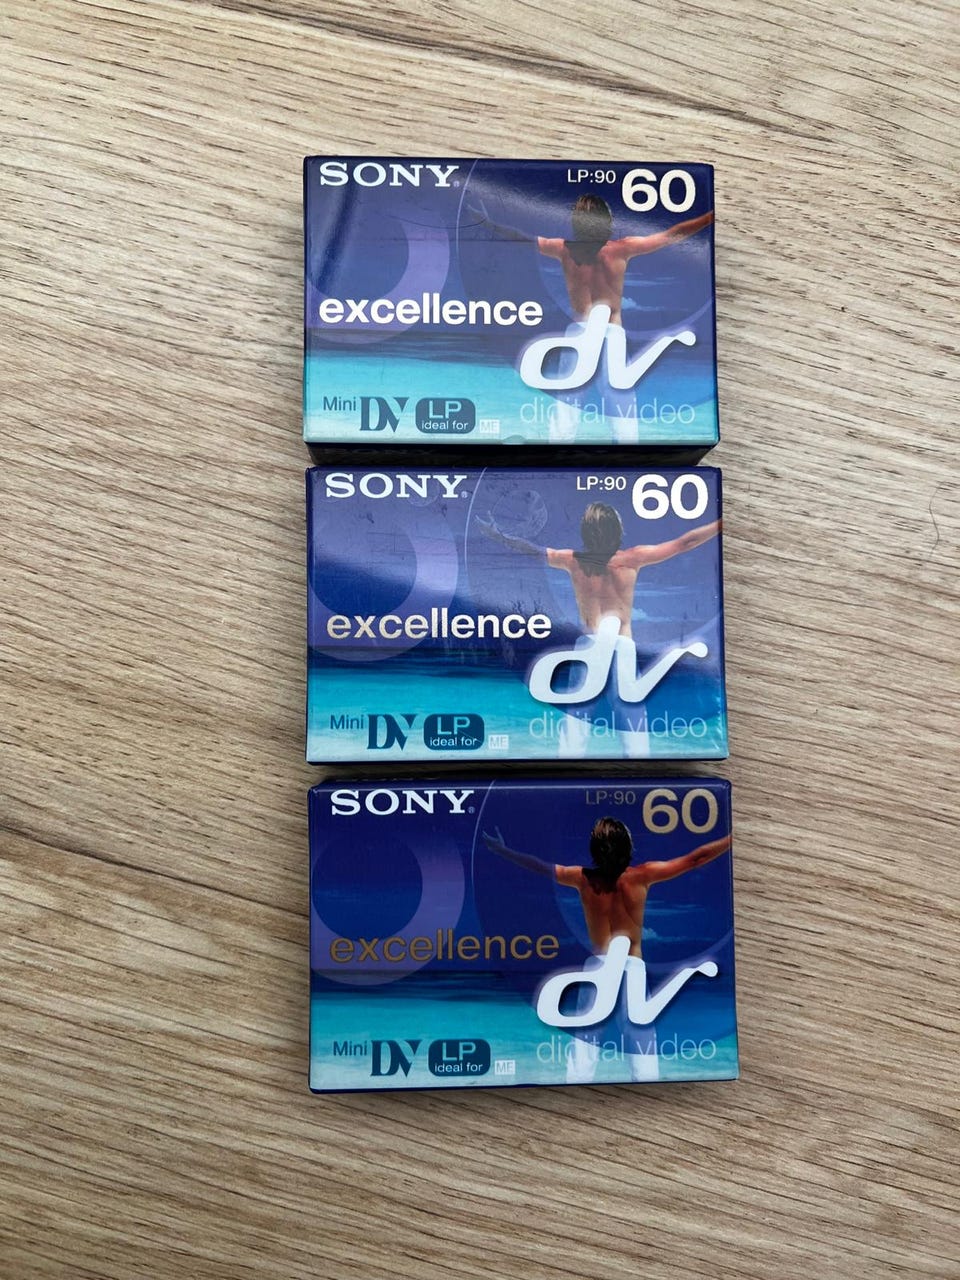 SONY
LP:90 60
excellence
dv
Mini DV LP ideal for ME
digital video
SONY
LP:90 60
excellence
dv
Mini DV LP ideal for ME
digital video
SONY
LP:90 60
excellence
dv
Mini DV LP ideal for ME
digital video